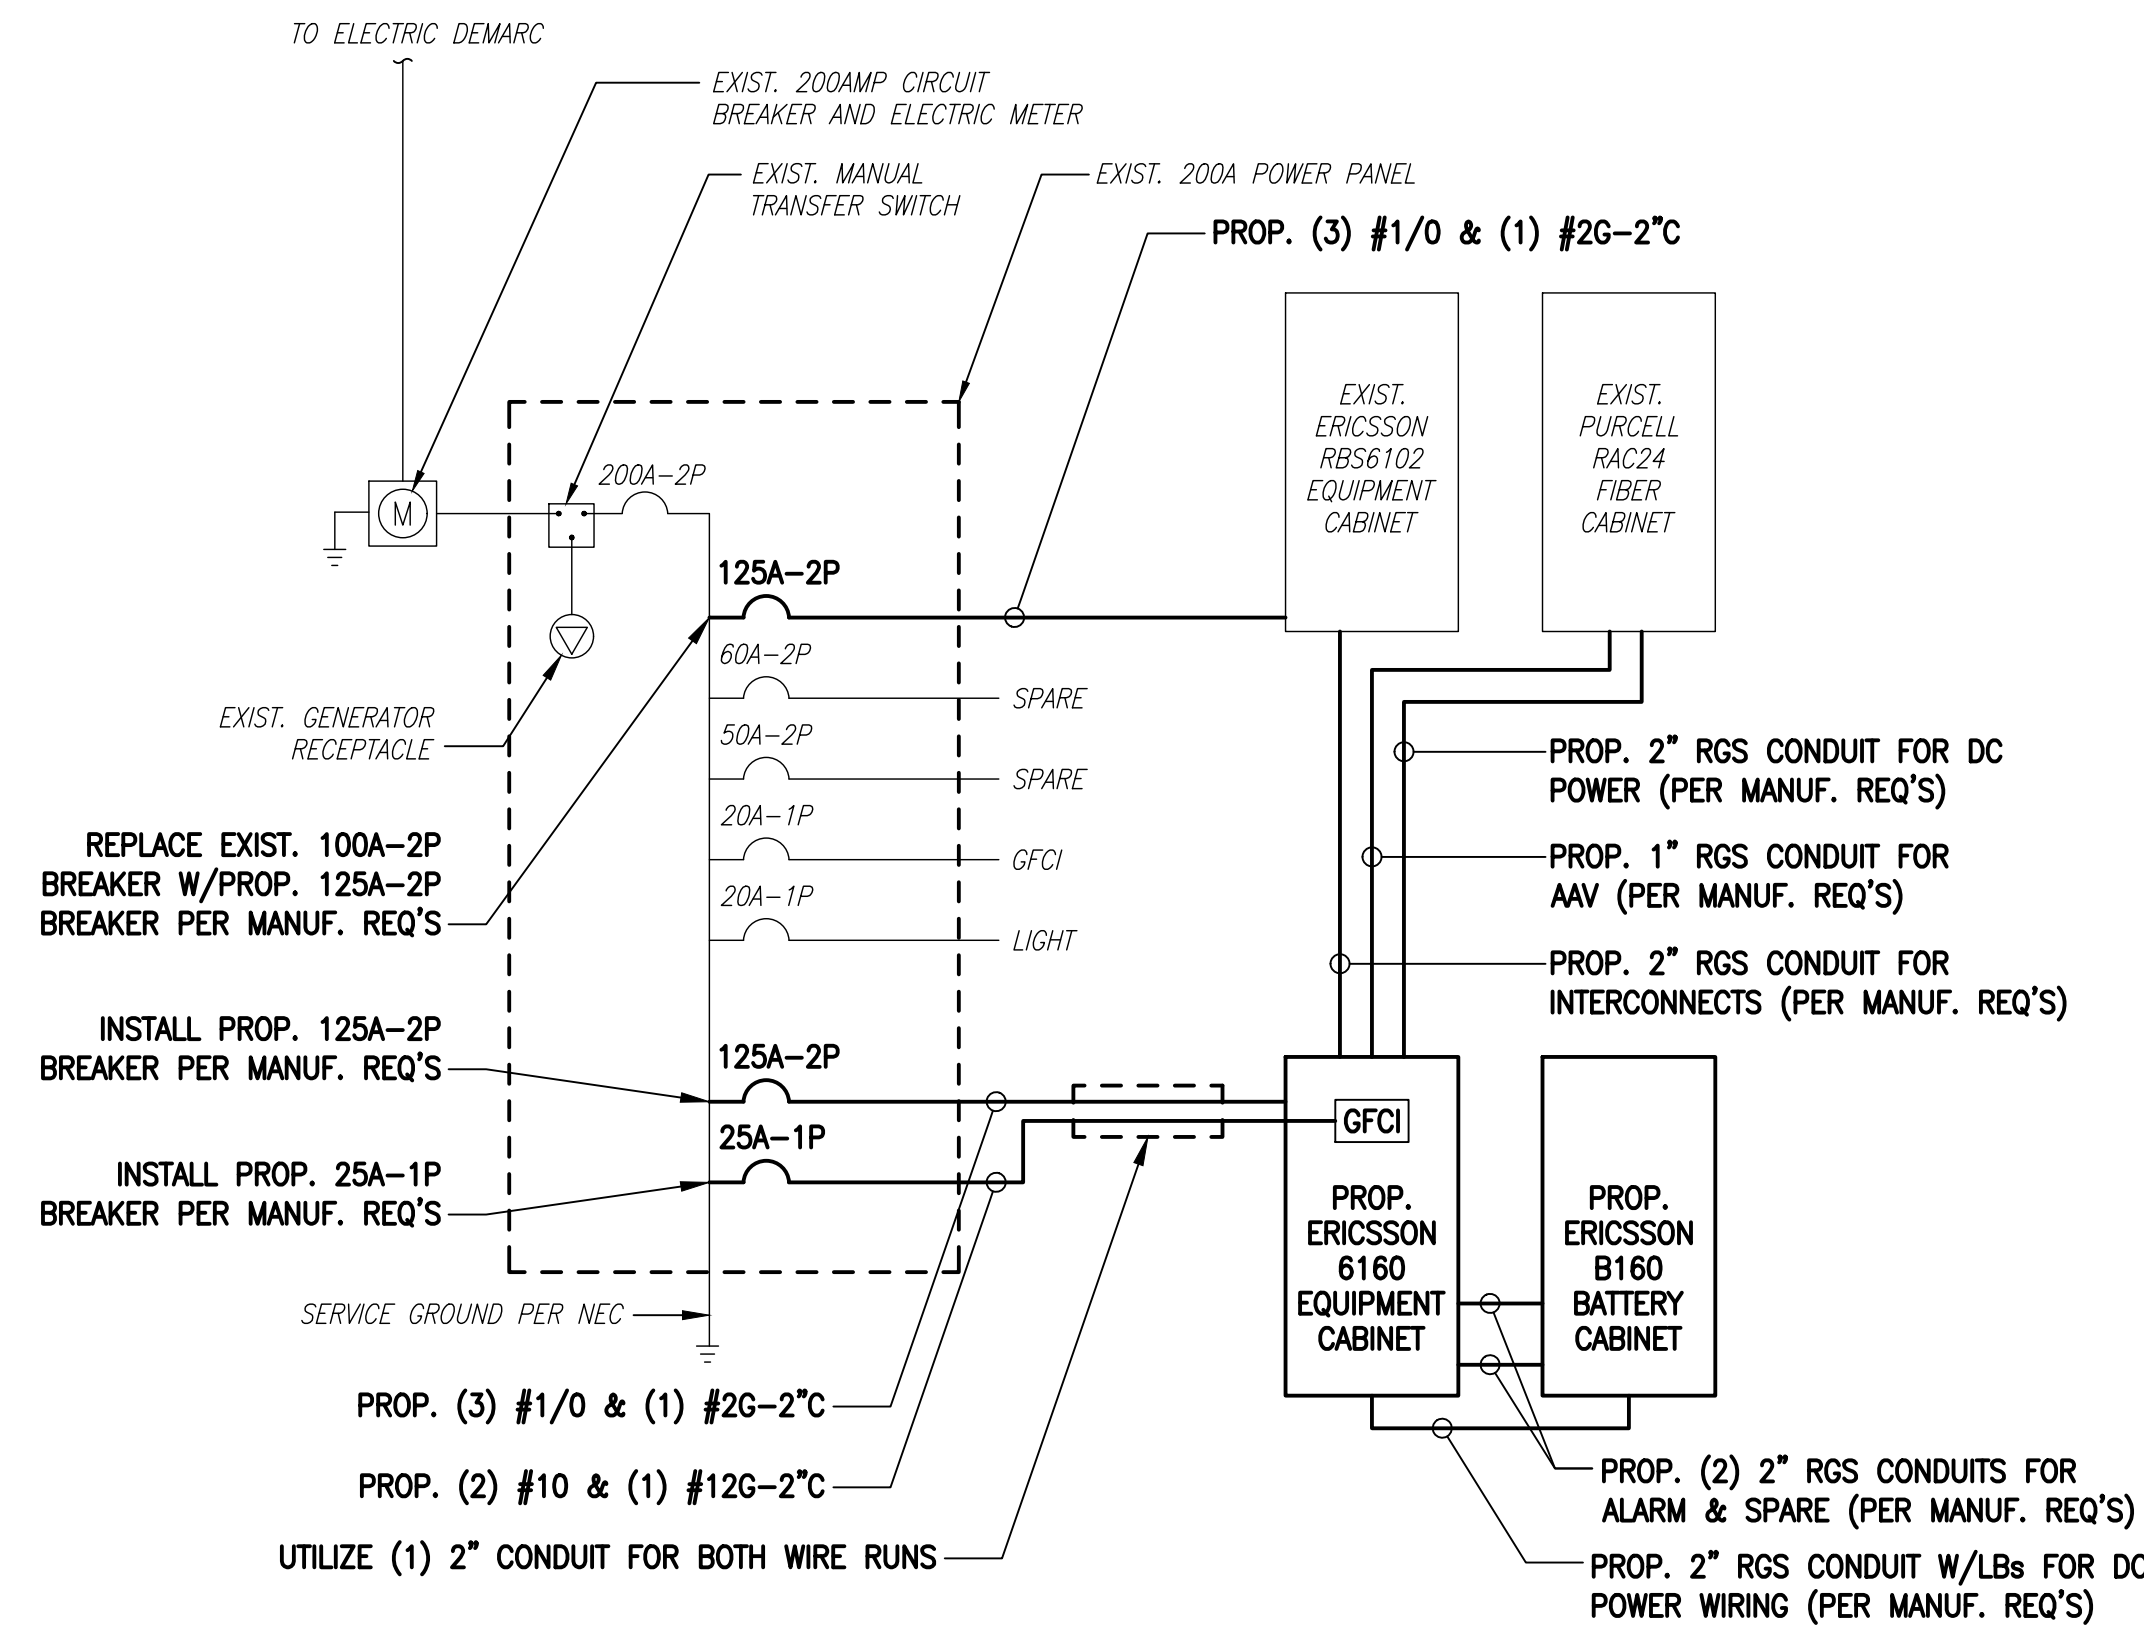 TO ELECTRIC DEMARC
EXIST. 200AMP CIRCUIT
BREAKER AND ELECTRIC METER
EXIST. MANUAL
TRANSFER SWITCH
EXIST. 200A POWER PANEL
PROP. (3) #1/0 & (1) #2G-2"C
EXIST.
ERICSSON
RBS6102
EQUIPMENT
CABINET
EXIST.
PURCELL
RAC24
FIBER
CABINET
200A-2P
M
125A-2P
60A-2P
SPARE
50A-2P
SPARE
20A-1P
GFCI
20A-1P
LIGHT
EXIST. GENERATOR
RECEPTACLE
REPLACE EXIST. 100A-2P
BREAKER W/PROP. 125A-2P
BREAKER PER MANUF. REQ'S
PROP. 2" RGS CONDUIT FOR DC
POWER (PER MANUF. REQ'S)
PROP. 1" RGS CONDUIT FOR
AAV (PER MANUF. REQ'S)
PROP. 2" RGS CONDUIT FOR
INTERCONNECTS (PER MANUF. REQ'S)
INSTALL PROP. 125A-2P
BREAKER PER MANUF. REQ'S
125A-2P
25A-1P
INSTALL PROP. 25A-1P
BREAKER PER MANUF. REQ'S
GFCI
PROP.
ERICSSON
6160
EQUIPMENT
CABINET
PROP.
ERICSSON
B160
BATTERY
CABINET
SERVICE GROUND PER NEC
PROP. (3) #1/0 & (1) #2G-2"C
PROP. (2) #10 & (1) #12G-2"C
UTILIZE (1) 2" CONDUIT FOR BOTH WIRE RUNS
PROP. (2) 2" RGS CONDUITS FOR
ALARM & SPARE (PER MANUF. REQ'S)
PROP. 2" RGS CONDUIT W/LBs FOR DC
POWER WIRING (PER MANUF. REQ'S)